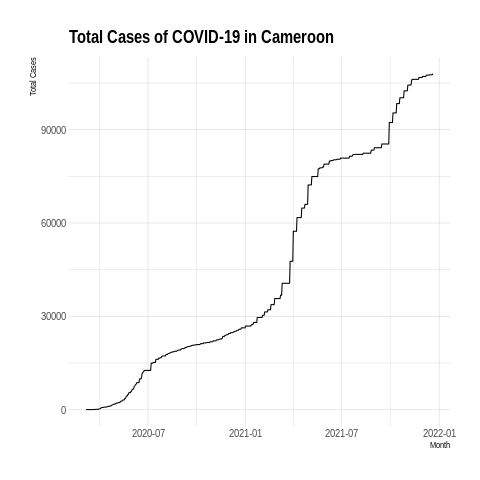 Total Cases of COVID-19 in Cameroon
Total Cases
90000
60000
30000
0
2020-07 2021-01 2021-07 2022-01
Month